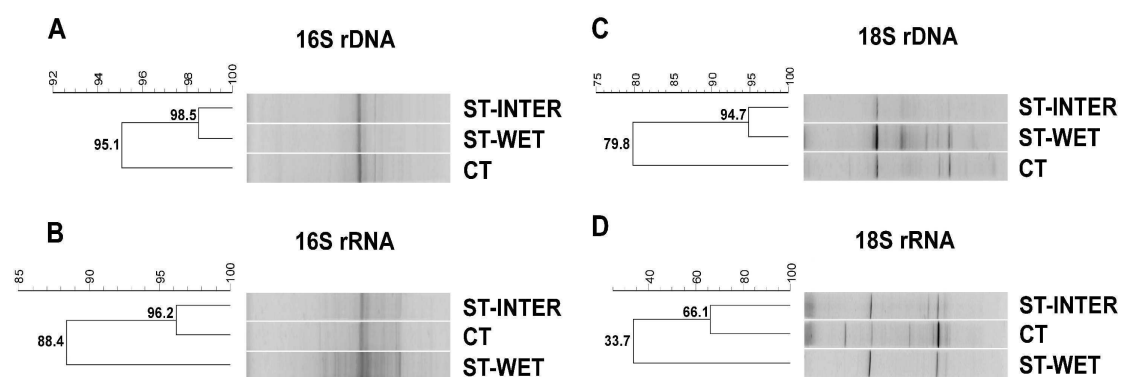 A
16S rDNA
92 94 96 98 100
98.5
95.1
ST-INTER
ST-WET
CT
B
16S rRNA
85 90 95 100
96.2
88.4
ST-INTER
CT
ST-WET
C
18S rDNA
75 80 85 90 95 100
94.7
79.8
ST-INTER
ST-WET
CT
D
18S rRNA
40 60 80 100
66.1
33.7
ST-INTER
CT
ST-WET